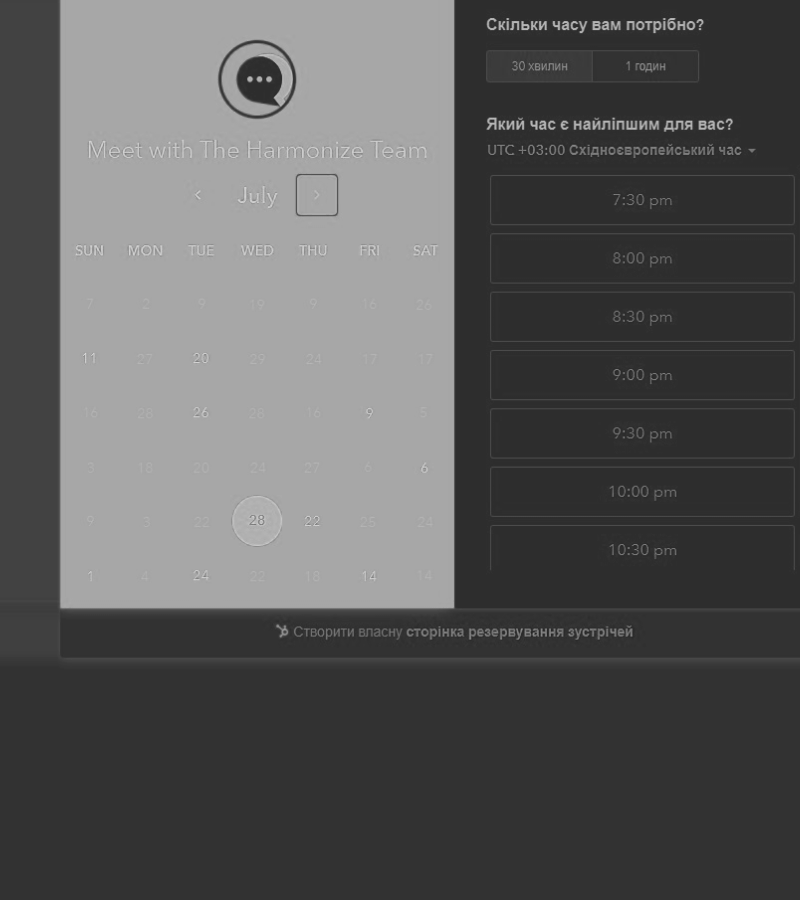 Meet with The Harmonize Team
July
SUN MON TUE WED THU FRI SAT
7 2 9 19 9 16 26
11 27 20 29 24 17 17
16 28 26 28 16 9 5
3 18 20 24 27 6 6
9 3 22 28 22 25 24
1 4 24 22 18 14 14
Скільки часу вам потрібно?
30 хвилин 1 годин
Який час є найліпшим для вас?
UTC +03:00 Східноєвропейський час
7:30 pm
8:00 pm
8:30 pm
9:00 pm
9:30 pm
10:00 pm
10:30 pm
Створити власну сторінка резервування зустрічей